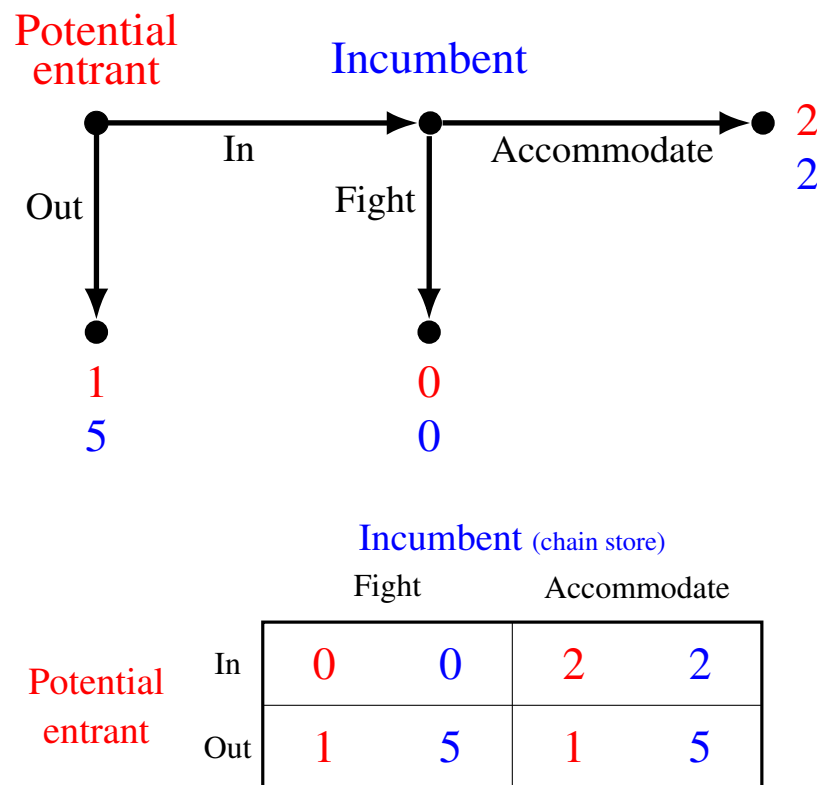 Potential
entrant
Incumbent
In
Accommodate
2
2
Out
Fight
1
0
5
0
Incumbent (chain store)
Fight Accommodate
Potential
entrant
In 0 0 2 2
Out 1 5 1 5